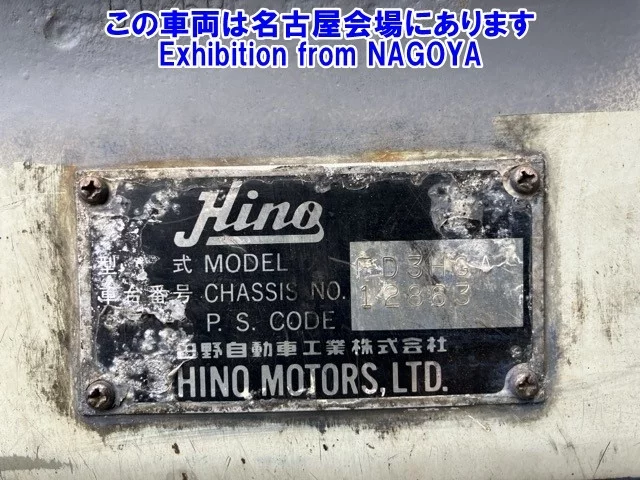 この車両は名古屋会場にあります
Exhibition from NAGOYA
Hino
型 式 MODEL
車台番号 CHASSIS NO. 12883
P. S. CODE
日野自動車工業株式会社
HINO MOTORS, LTD.